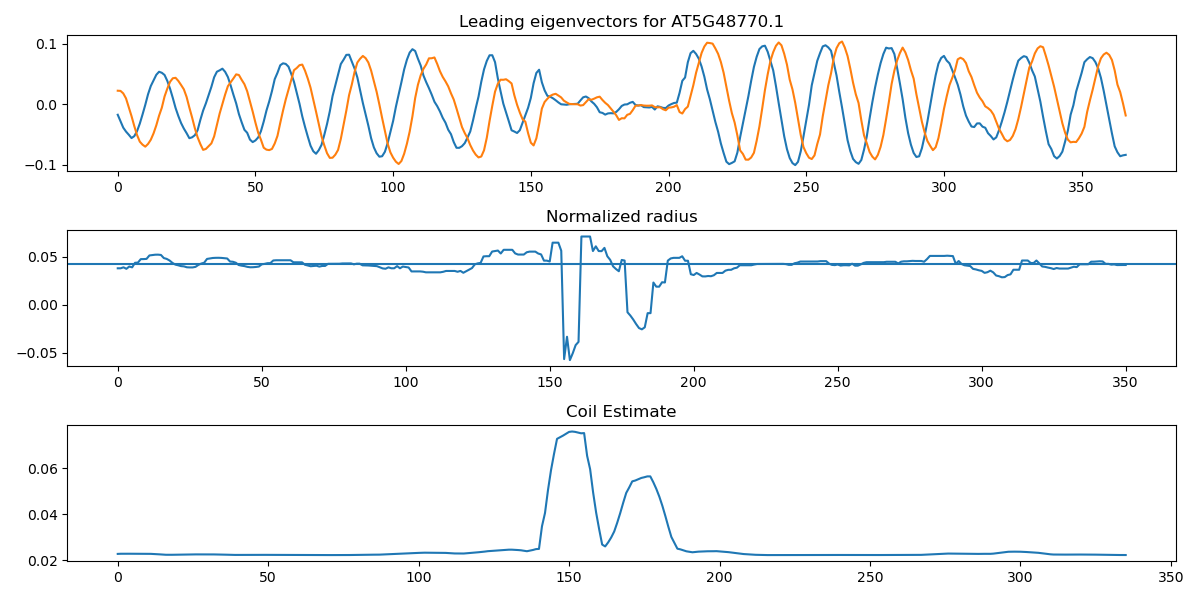 Leading eigenvectors for AT5G48770.1
0.1
0.0
−0.1
0 50 100 150 200 250 300 350
Normalized radius
0.05
0.00
−0.05
0 50 100 150 200 250 300 350
Coil Estimate
0.06
0.04
0.02
0 50 100 150 200 250 300 350